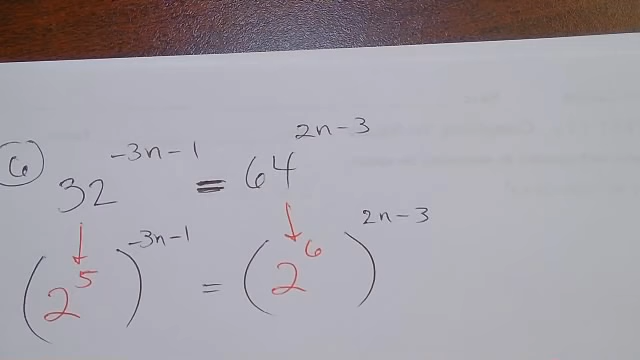 6
32^(-3n-1) = 64^(2n-3)
(2^5)^(-3n-1) = (2^6)^(2n-3)